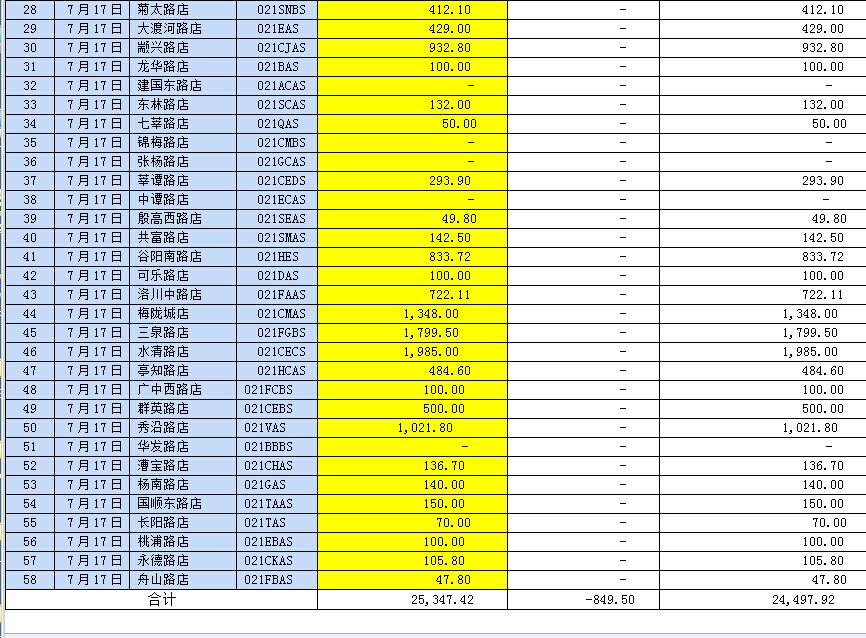 28 7月17日 菊太路店 021SNBS 412.10 – 412.10
29 7月17日 大渡河路店 021EAS 429.00 – 429.00
30 7月17日 颛兴路店 021CJAS 932.80 – 932.80
31 7月17日 龙华路店 021BAS 100.00 – 100.00
32 7月17日 建国东路店 021ACAS – – –
33 7月17日 东林路店 021SCAS 132.00 – 132.00
34 7月17日 七莘路店 021QAS 50.00 – 50.00
35 7月17日 锦梅路店 021CMBS – – –
36 7月17日 张杨路店 021GCAS – – –
37 7月17日 莘谭路店 021CEDS 293.90 – 293.90
38 7月17日 中谭路店 021ECAS – – –
39 7月17日 殷高西路店 021SEAS 49.80 – 49.80
40 7月17日 共富路店 021SMAS 142.50 – 142.50
41 7月17日 谷阳南路店 021HES 833.72 – 833.72
42 7月17日 可乐路店 021DAS 100.00 – 100.00
43 7月17日 洛川中路店 021FAAS 722.11 – 722.11
44 7月17日 梅陇城店 021CMAS 1,348.00 – 1,348.00
45 7月17日 三泉路店 021FGBS 1,799.50 – 1,799.50
46 7月17日 水清路店 021CECS 1,985.00 – 1,985.00
47 7月17日 亭知路店 021HCAS 484.60 – 484.60
48 7月17日 广中西路店 021FCBS 100.00 – 100.00
49 7月17日 群英路店 021CEBS 500.00 – 500.00
50 7月17日 秀沿路店 021VAS 1,021.80 – 1,021.80
51 7月17日 华发路店 021BBBS – – –
52 7月17日 漕宝路店 021CHAS 136.70 – 136.70
53 7月17日 杨南路店 021GAS 140.00 – 140.00
54 7月17日 国顺东路店 021TAAS 150.00 – 150.00
55 7月17日 长阳路店 021TAS 70.00 – 70.00
56 7月17日 桃浦路店 021EBAS 100.00 – 100.00
57 7月17日 永德路店 021CKAS 105.80 – 105.80
58 7月17日 舟山路店 021FBAS 47.80 – 47.80
合计 25,347.42 -849.50 24,497.92